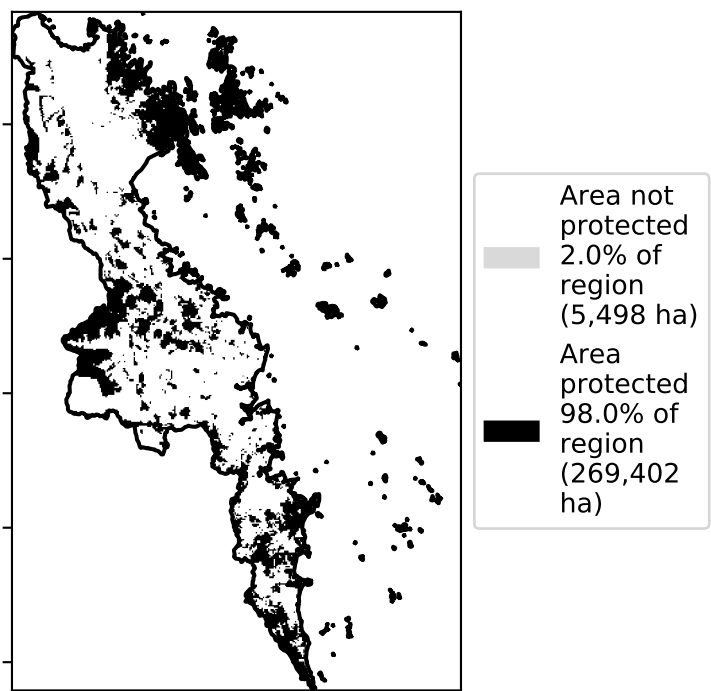 Area not
protected
2.0% of
region
(5,498 ha)
Area
protected
98.0% of
region
(269,402
ha)